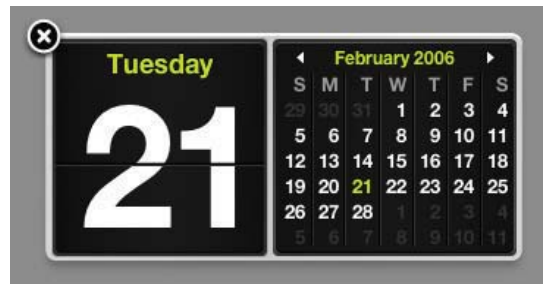 Tuesday
21
February 2006
S M T W T F S
29 30 31 1 2 3 4
5 6 7 8 9 10 11
12 13 14 15 16 17 18
19 20 21 22 23 24 25
26 27 28 1 2 3 4
5 6 7 8 9 10 11